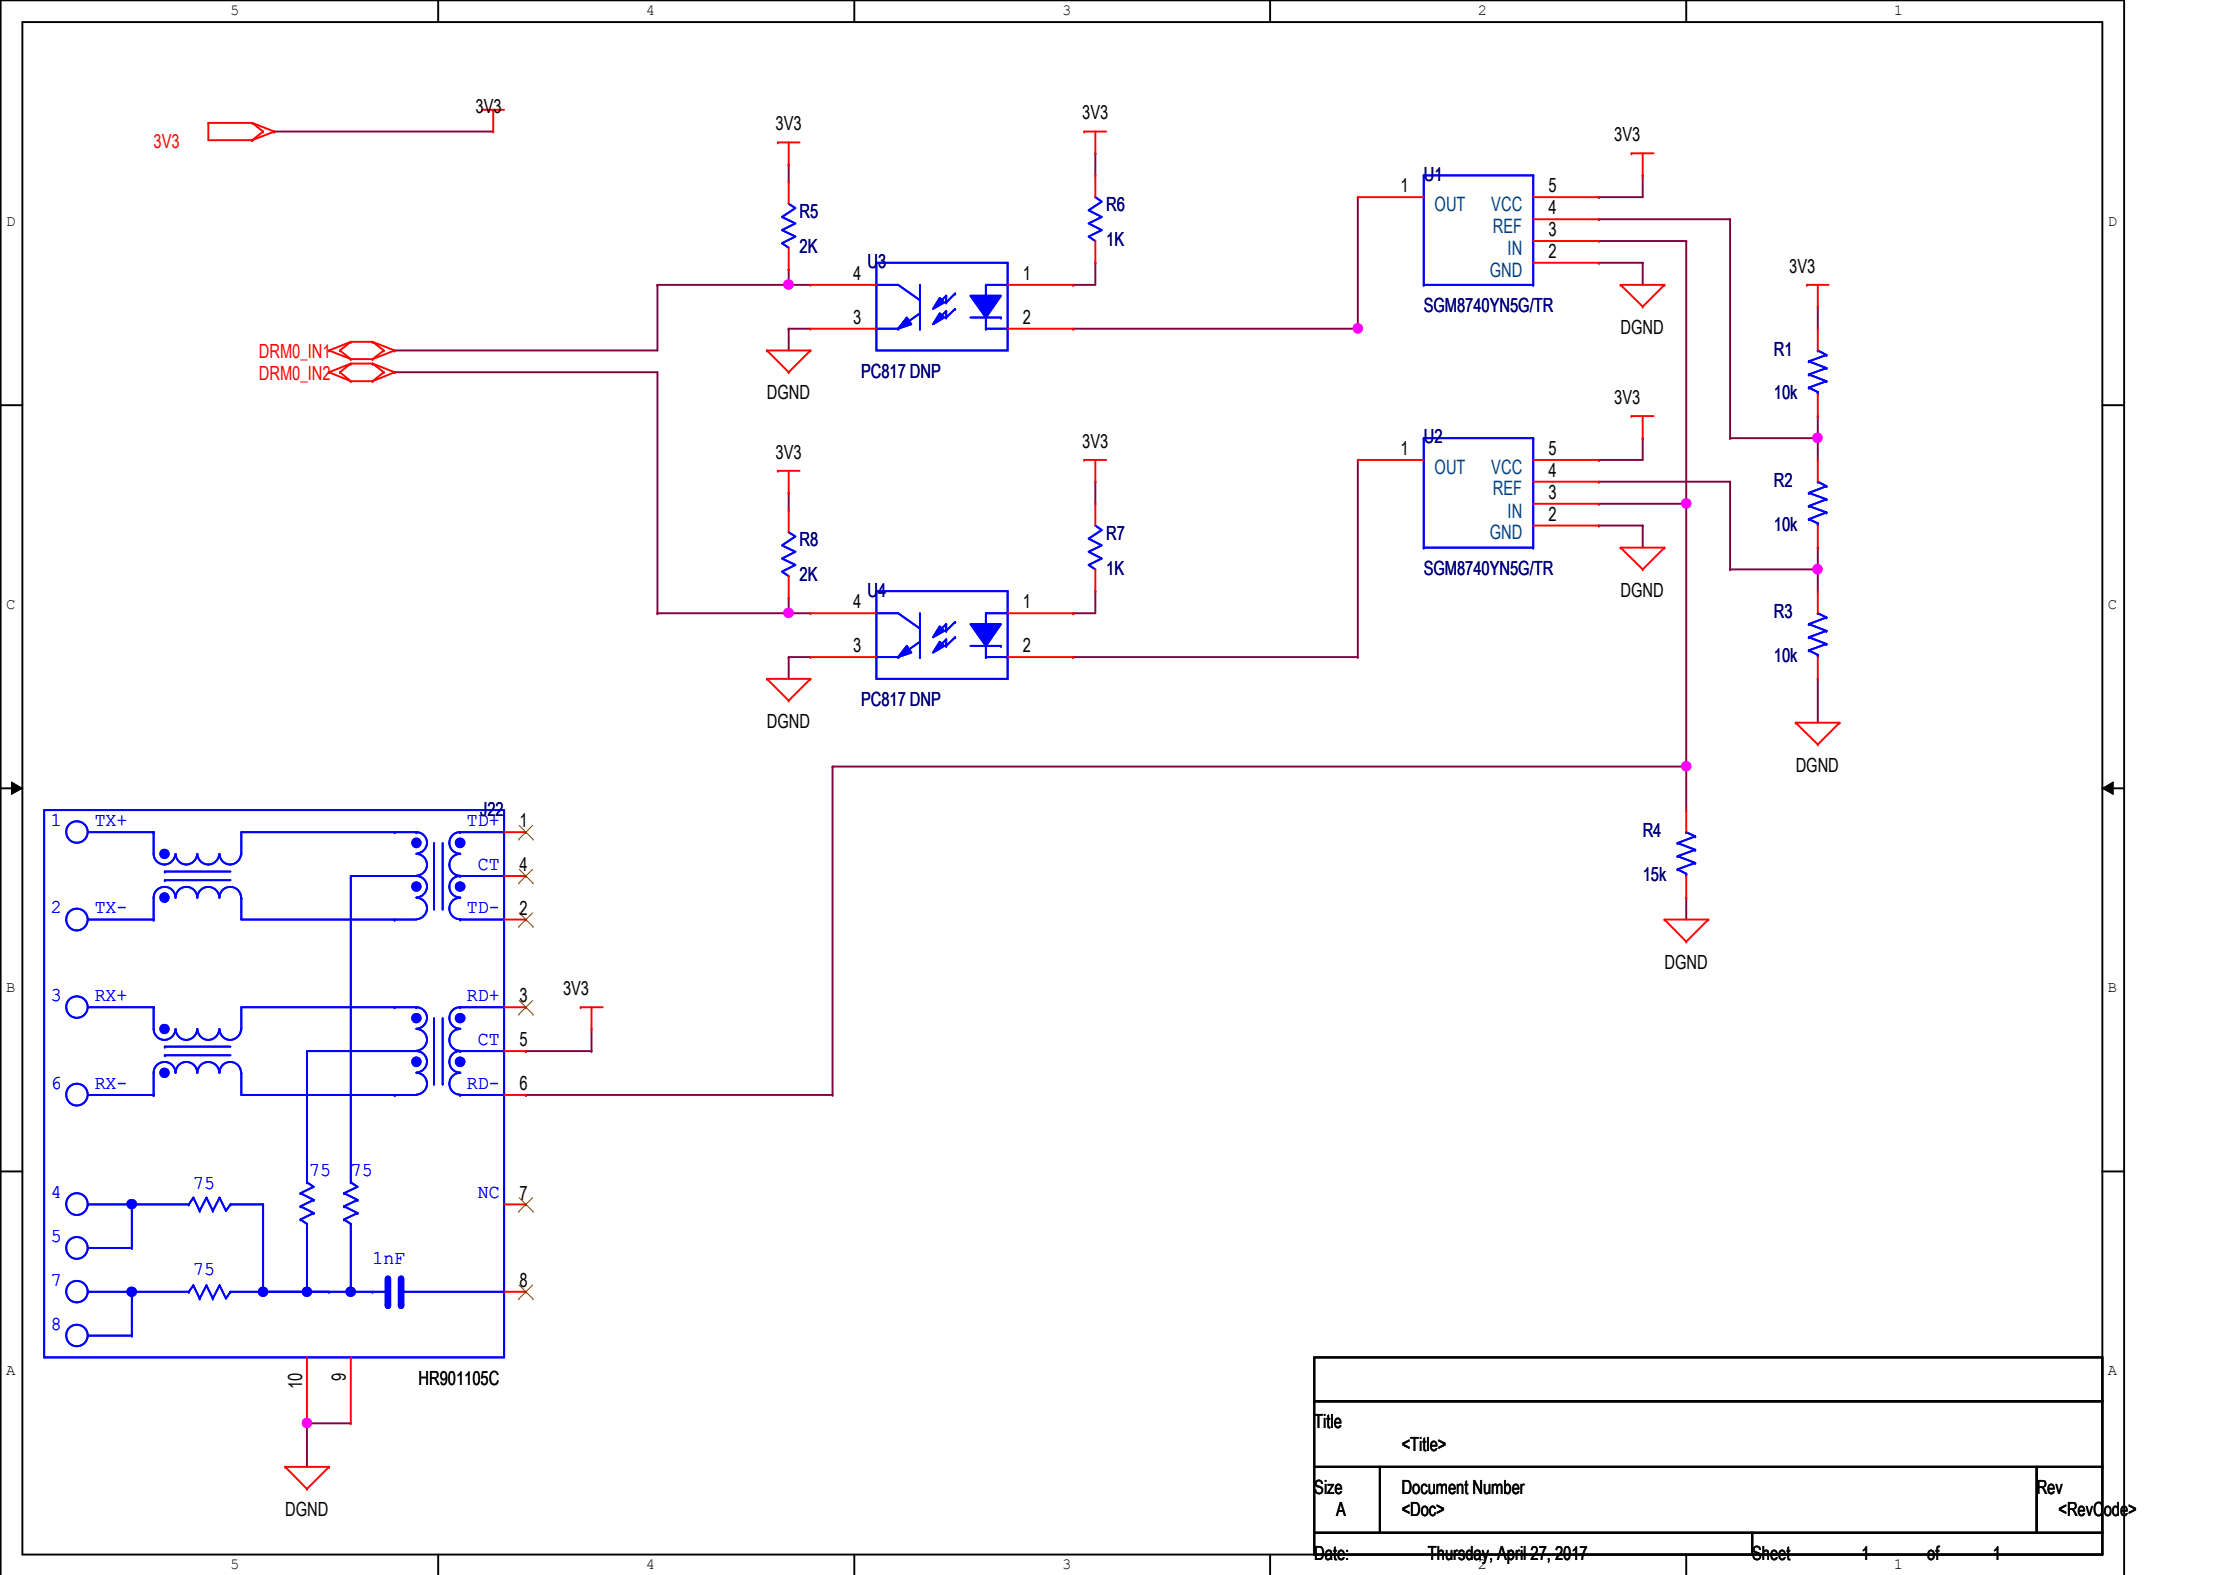 5 4 3 2 1
3V3
3V3
3V3
3V3
3V3
U1
1 OUT VCC 5
REF 4
IN 3
GND 2
SGM8740YN5G/TR
DGND
D
D
R5
2K
R6
1K
U3
4 1
3 2
PC817 DNP
DGND
DRM0_IN1
DRM0_IN2
3V3
R1
10k
3V3
U2
1 OUT VCC 5
REF 4
IN 3
GND 2
SGM8740YN5G/TR
DGND
R2
10k
R3
10k
DGND
3V3
3V3
R8
2K
R7
1K
U4
4 1
3 2
PC817 DNP
DGND
C
C
J22
1 TX+ TD+ 1
CT 4
2 TX- TD- 2
3 RX+ RD+ 3
3V3
CT 5
6 RX- RD- 6
75 75
4 75 NC 7
5
7 75 1nF 8
8
10 9
HR901105C
DGND
R4
15k
DGND
B
B
A
A
Title
<Title>
Size
A
Document Number
<Doc>
Rev
<RevCode>
Date: Thursday, April 27, 2017 Sheet 1 of 1
5 4 3 2 1